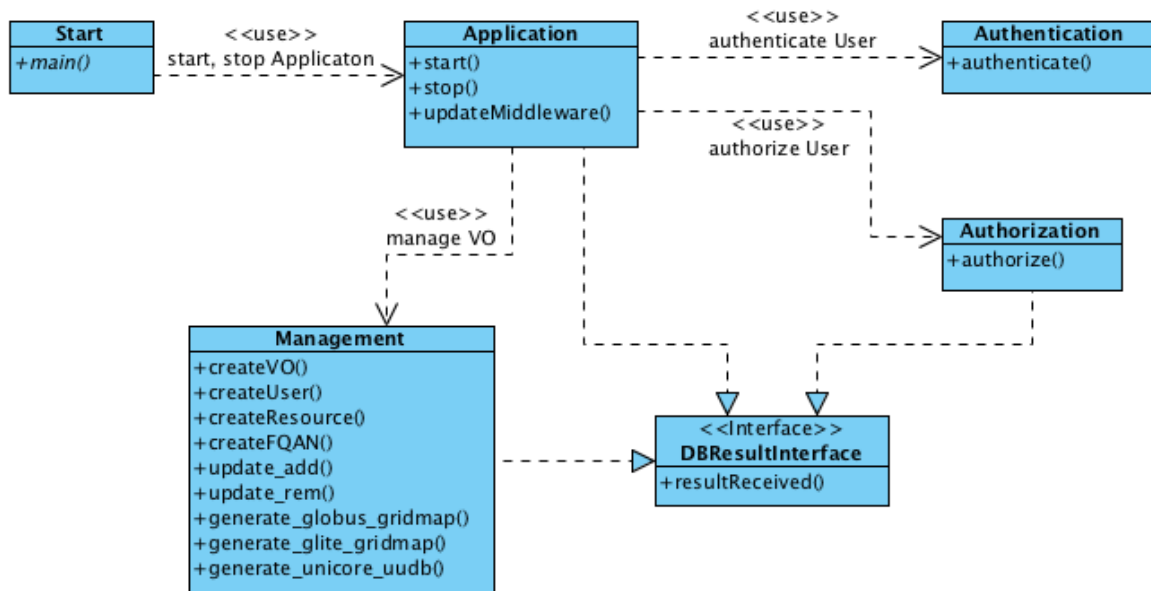 Start
+main()
<<use>>
start, stop Applicaton
Application
+start()
+stop()
+updateMiddleware()
<<use>>
authenticate User
Authentication
+authenticate()
<<use>>
authorize User
Authorization
+authorize()
<<use>>
manage VO
Management
+createVO()
+createUser()
+createResource()
+createFQAN()
+update_add()
+update_rem()
+generate_globus_gridmap()
+generate_glite_gridmap()
+generate_unicore_uudb()
<<Interface>>
DBResultInterface
+resultReceived()